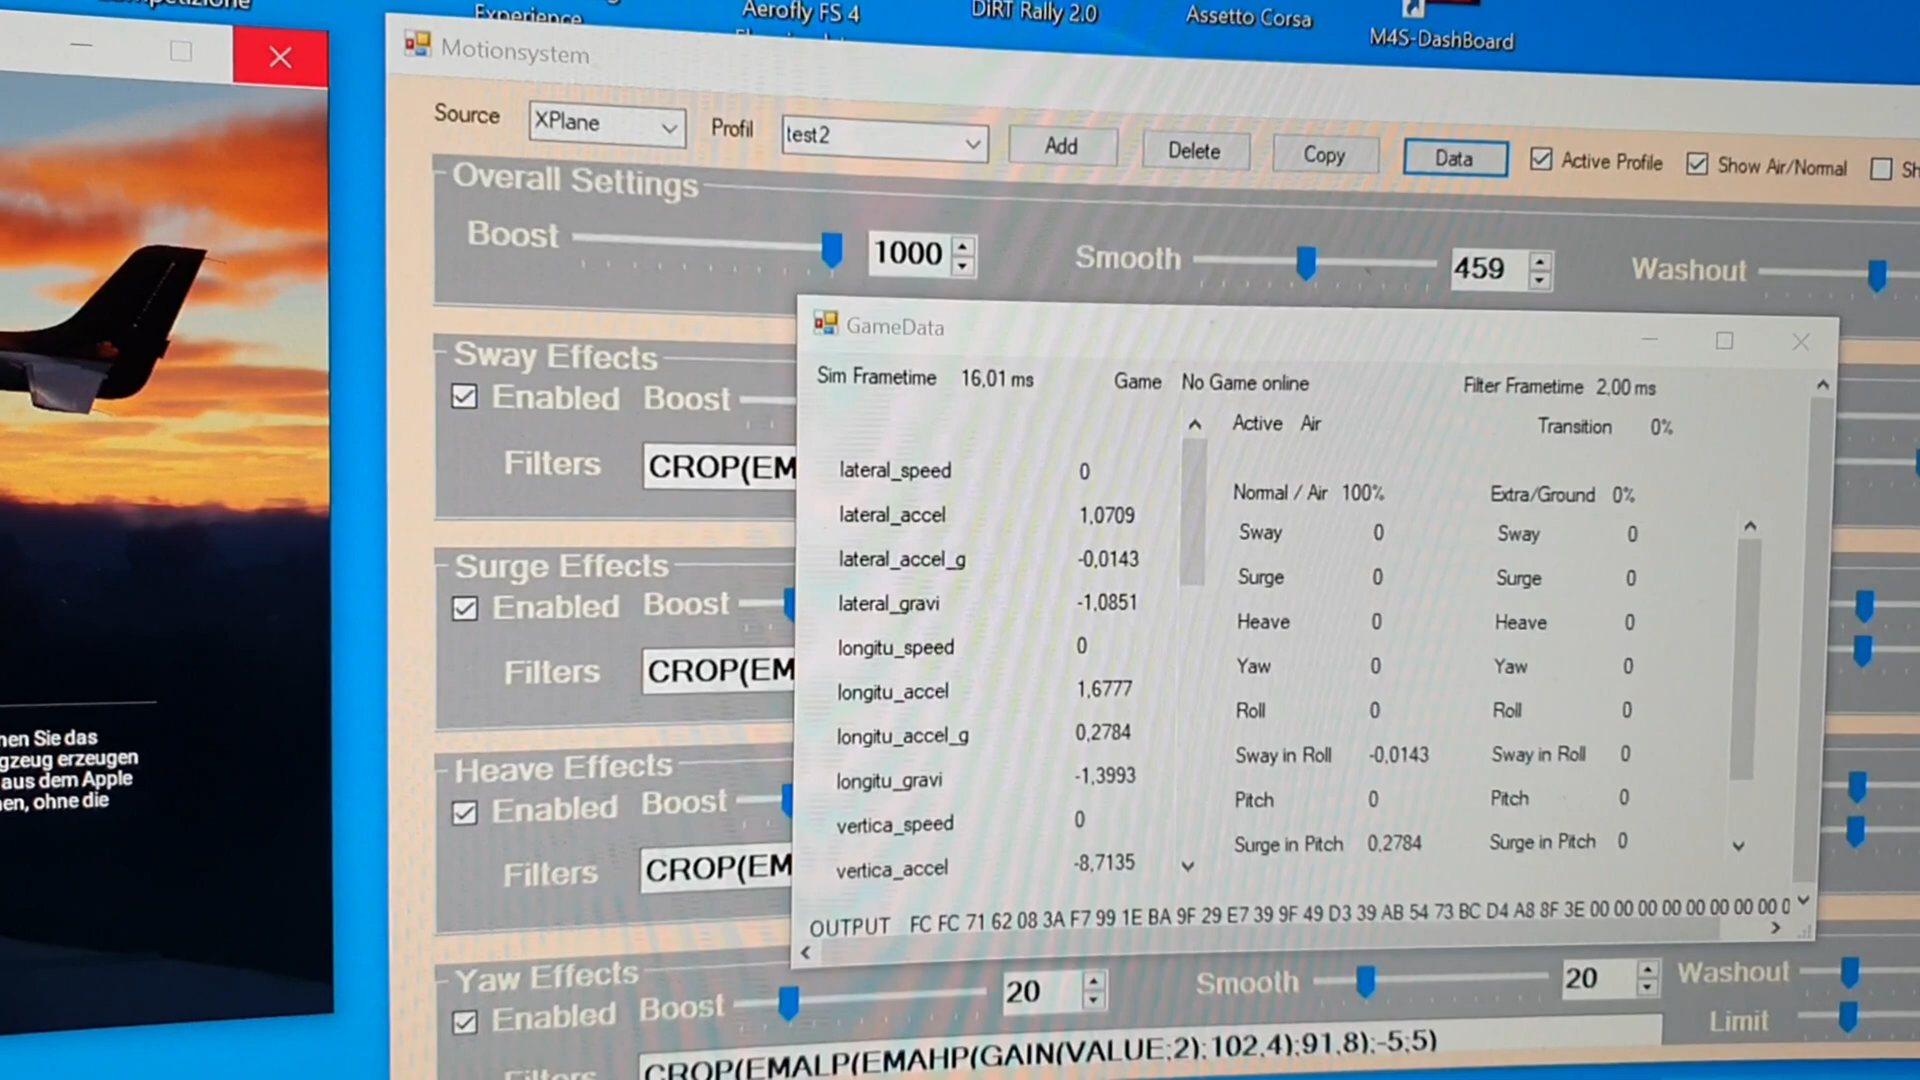 Experience
Aerofly FS 4
DiRT Rally 2.0
Assetto Corsa
M4S-DashBoard
Motionsystem
Source XPlane Profil test2 Add Delete Copy Data Active Profile Show Air/Normal
Overall Settings
Boost 1000 Smooth 459 Washout
Sway Effects
Enabled Boost
Filters CROP(EM
Surge Effects
Enabled Boost
Filters CROP(EM
Heave Effects
Enabled Boost
Filters CROP(EM
GameData
Sim Frametime 16,01 ms Game No Game online Filter Frametime 2,00 ms
Active Air Transition 0%
lateral_speed 0
lateral_accel 1,0709
lateral_accel_g -0,0143
lateral_gravi -1,0851
longitu_speed 0
longitu_accel 1,6777
longitu_accel_g 0,2784
longitu_gravi -1,3993
vertica_speed 0
vertica_accel -8,7135
Normal / Air 100%
Sway 0
Surge 0
Heave 0
Yaw 0
Roll 0
Sway in Roll -0,0143
Pitch 0
Surge in Pitch 0,2784
Extra/Ground 0%
Sway 0
Surge 0
Heave 0
Yaw 0
Roll 0
Sway in Roll 0
Pitch 0
Surge in Pitch 0
OUTPUT FC FC 71 62 08 3A F7 99 1E BA 9F 29 E7 39 9F 49 D3 39 AB 54 73 BC D4 A8 8F 3E 00 00 00 00 00 00 00 0
Yaw Effects
Enabled Boost 20 Smooth 20 Washout
Limit
Filters CROP(EMALP(EMAHP(GAIN(VALUE;2);102,4);91,8);-5;5)
nen Sie das
gzeug erzeugen
aus dem Apple
en, ohne die